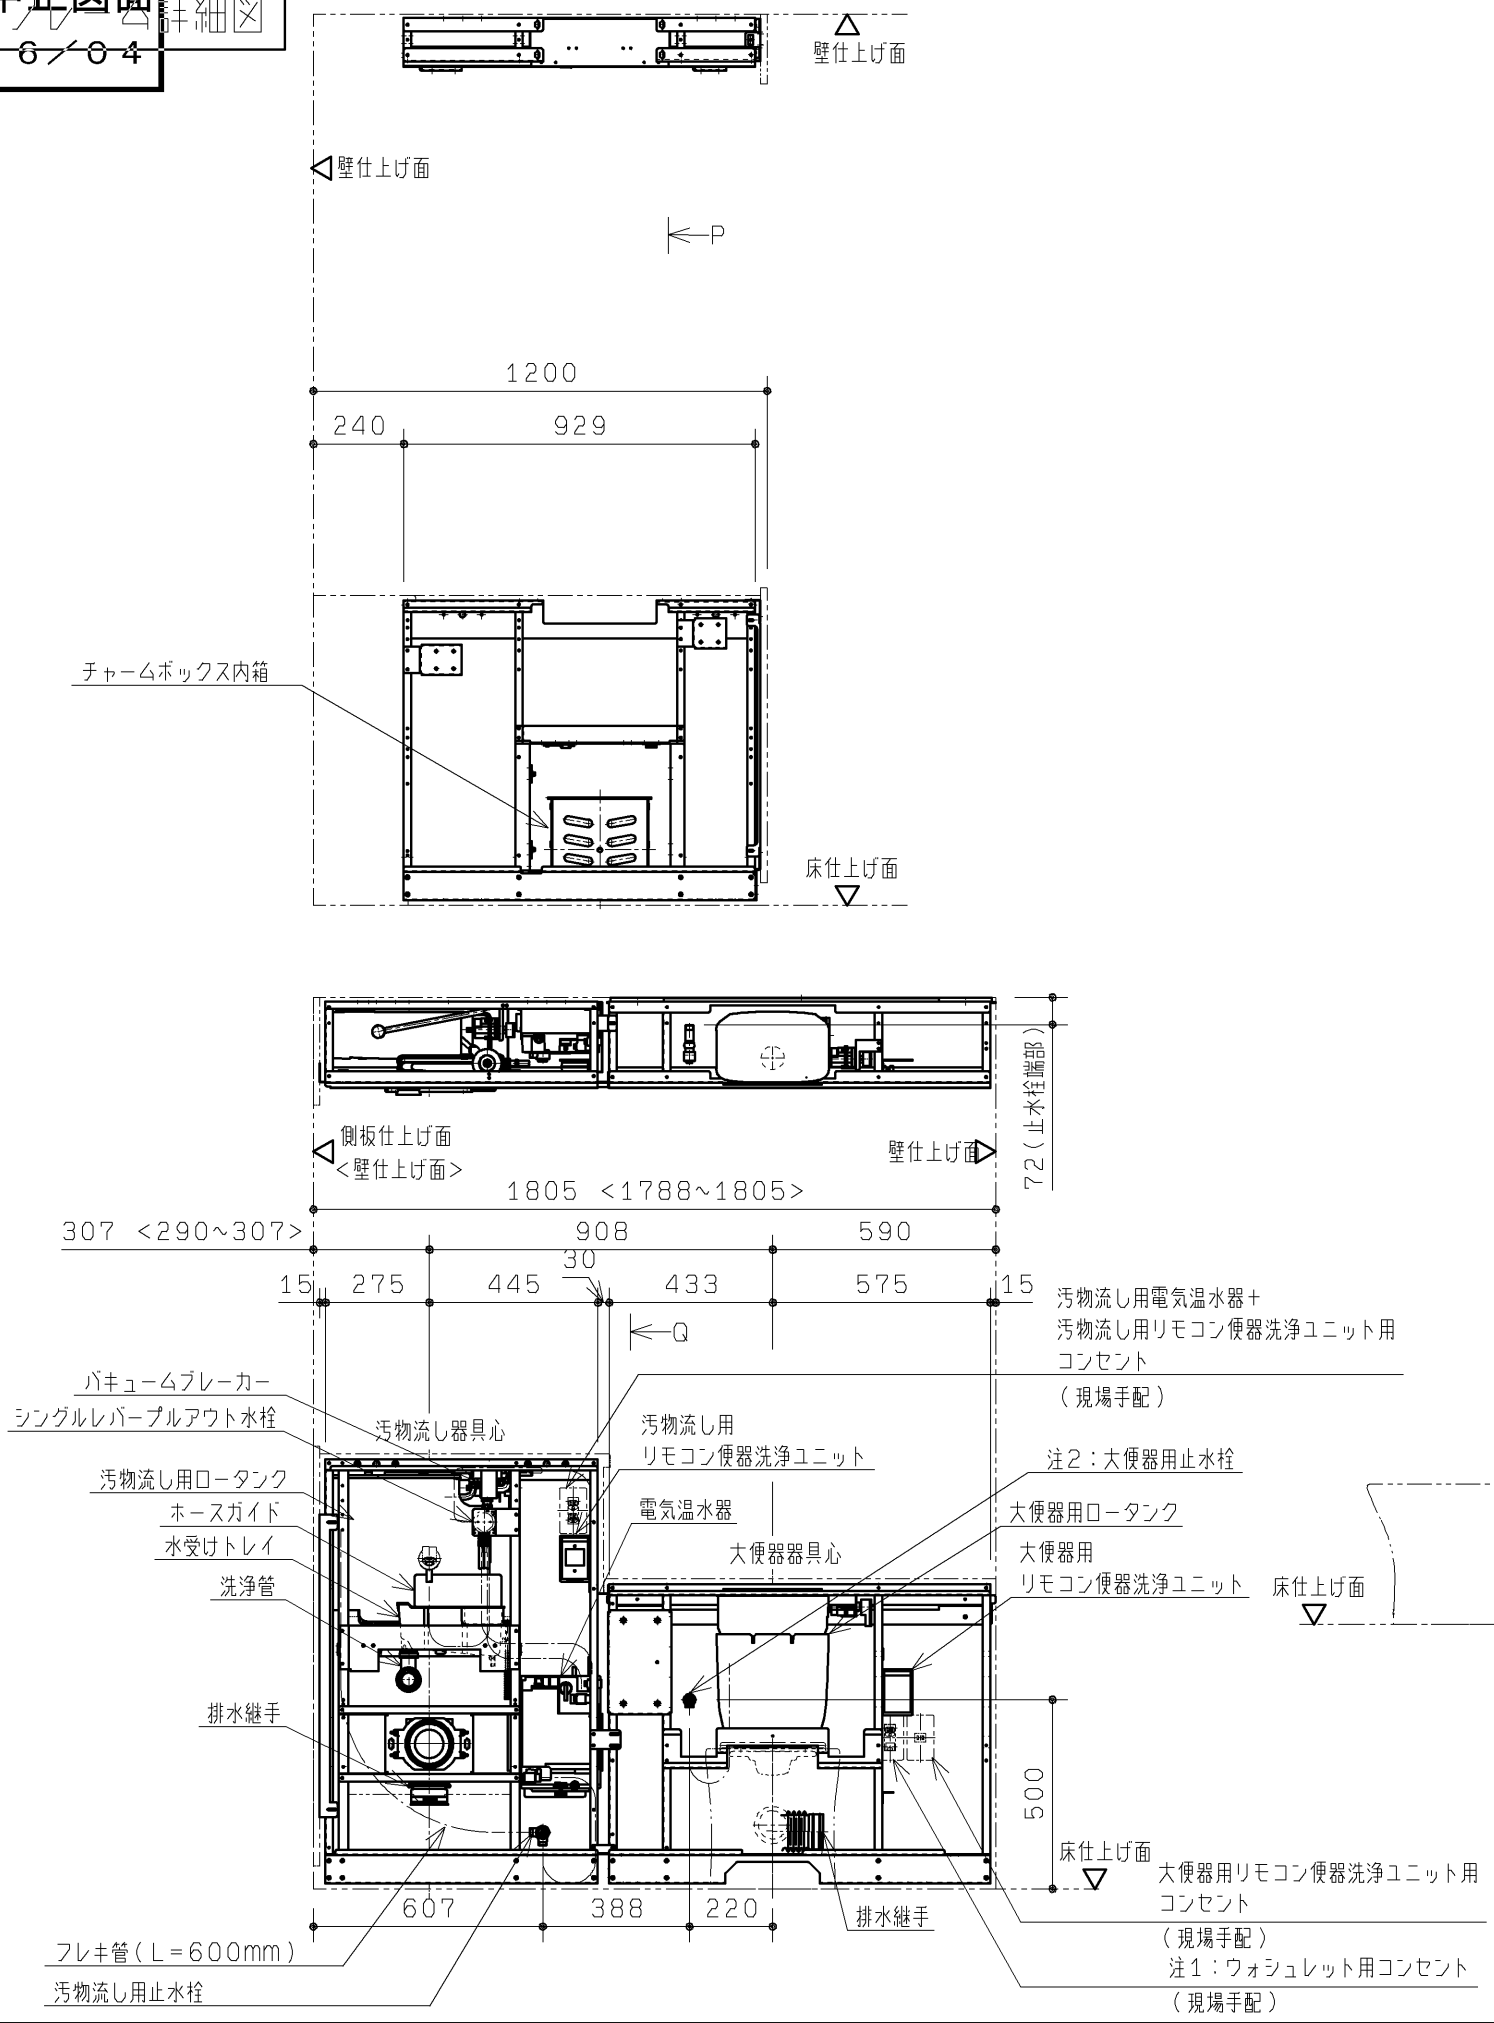 詳細図
6/04
壁仕上げ面
壁仕上げ面
P
1200
240
929
チャームボックス内箱
床仕上げ面
72(止水栓端部)
側板仕上げ面
<壁仕上げ面>
壁仕上げ面
1805 <1788~1805>
307 <290~307>
908
590
30
15
275
445
433
575
15
Q
汚物流し用電気温水器+
汚物流し用リモコン便器洗浄ユニット用
コンセント
(現場手配)
バキュームブレーカー
シングルレバープルアウト水栓
汚物流し器具心
汚物流し用
リモコン便器洗浄ユニット
注2:大便器用止水栓
汚物流し用ロータンク
ホースガイド
電気温水器
大便器用ロータンク
水受けトレイ
大便器器具心
大便器用
リモコン便器洗浄ユニット
洗浄管
床仕上げ面
排水継手
500
床仕上げ面
大便器用リモコン便器洗浄ユニット用
コンセント
(現場手配)
607
388
220
排水継手
フレキ管(L=600mm)
注1:ウォシュレット用コンセント
(現場手配)
汚物流し用止水栓